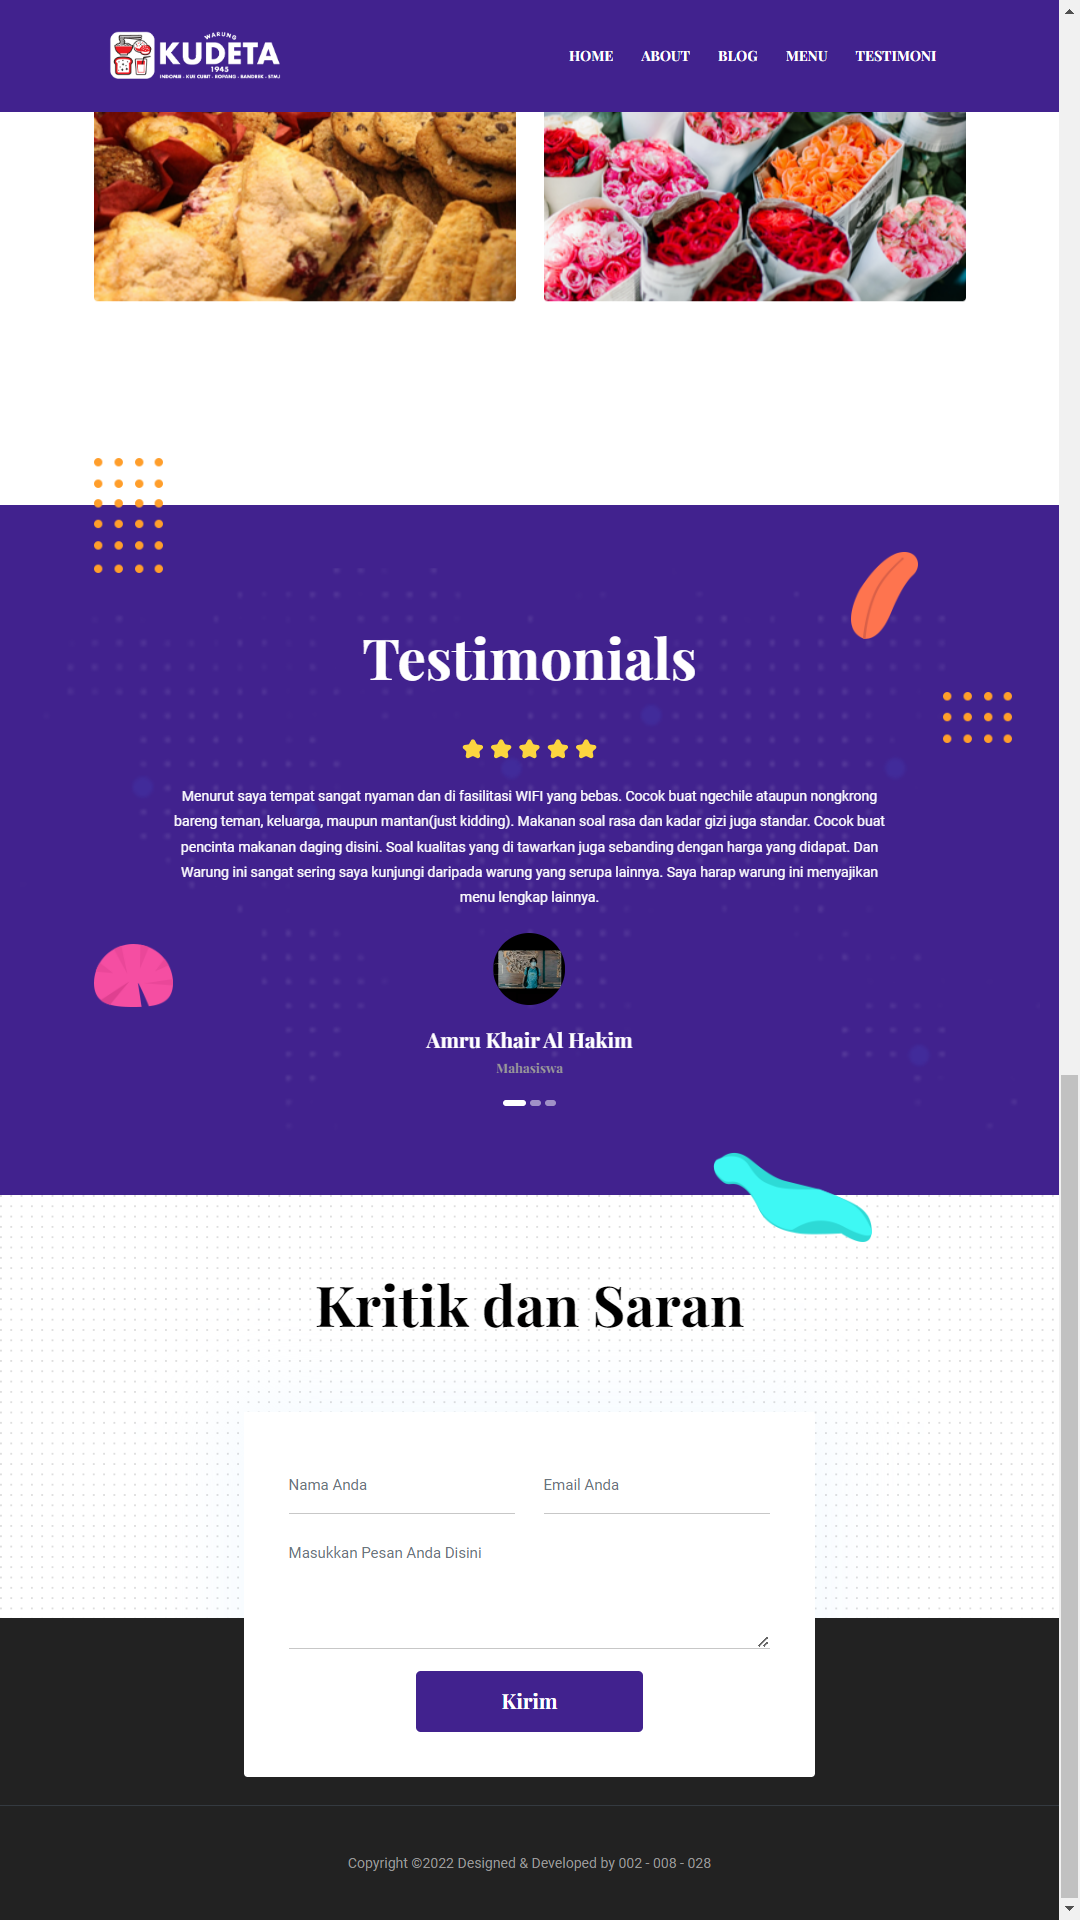 WARUNG
KUDETA
1945
INDOMIE - KUE CUBIT - ROPANG - BANDREK - STMJ
HOME ABOUT BLOG MENU TESTIMONI
Testimonials
Menurut saya tempat sangat nyaman dan di fasilitasi WIFI yang bebas. Cocok buat ngechile ataupun nongkrong
bareng teman, keluarga, maupun mantan(just kidding). Makanan soal rasa dan kadar gizi juga standar. Cocok buat
pencinta makanan daging disini. Soal kualitas yang di tawarkan juga sebanding dengan harga yang didapat. Dan
Warung ini sangat sering saya kunjungi daripada warung yang serupa lainnya. Saya harap warung ini menyajikan
menu lengkap lainnya.
Amru Khair Al Hakim
Mahasiswa
Kritik dan Saran
Nama Anda Email Anda
Masukkan Pesan Anda Disini
Kirim
Copyright ©2022 Designed & Developed by 002 - 008 - 028